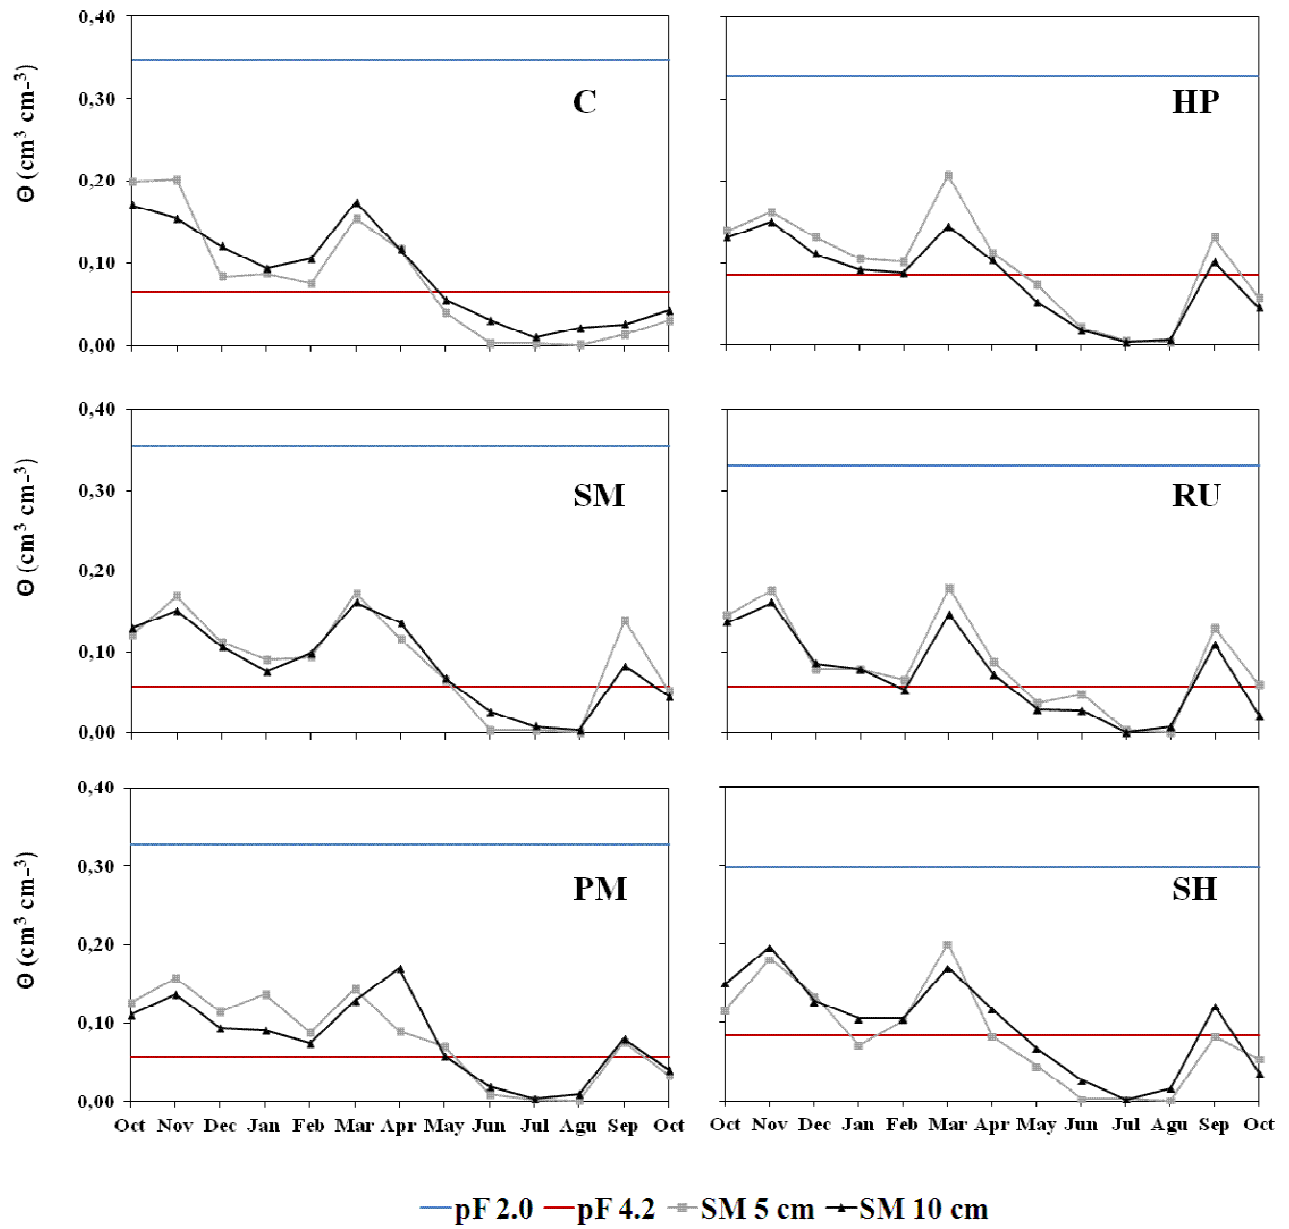 0,40
0,30
0,20
0,10
0,00
Θ (cm³ cm-³)
C
HP
0,40
0,30
0,20
0,10
0,00
Θ (cm³ cm-³)
SM
RU
0,40
0,30
0,20
0,10
0,00
Θ (cm³ cm-³)
PM
SH
Oct Nov Dec Jan Feb Mar Apr May Jun Jul Agu Sep Oct
Oct Nov Dec Jan Feb Mar Apr May Jun Jul Agu Sep Oct
pF 2.0 pF 4.2 SM 5 cm SM 10 cm